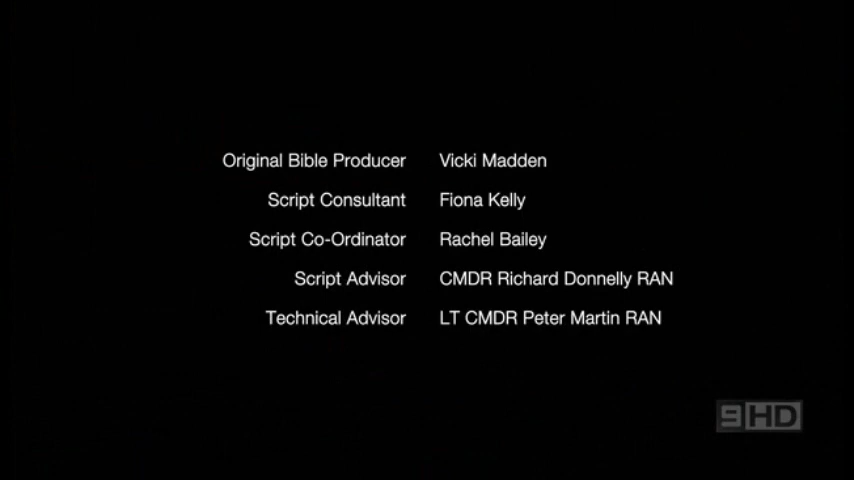 Original Bible Producer Vicki Madden
Script Consultant Fiona Kelly
Script Co-Ordinator Rachel Bailey
Script Advisor CMDR Richard Donnelly RAN
Technical Advisor LT CMDR Peter Martin RAN
9HD